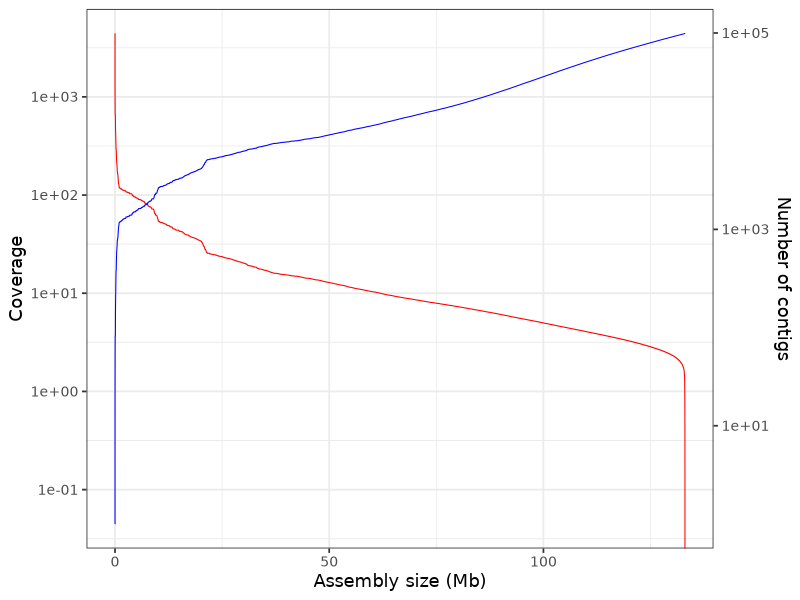 1e+03
1e+02
1e+01
1e+00
1e-01
Coverage
0
50
100
Assembly size (Mb)
1e+05
1e+03
1e+01
Number of contigs